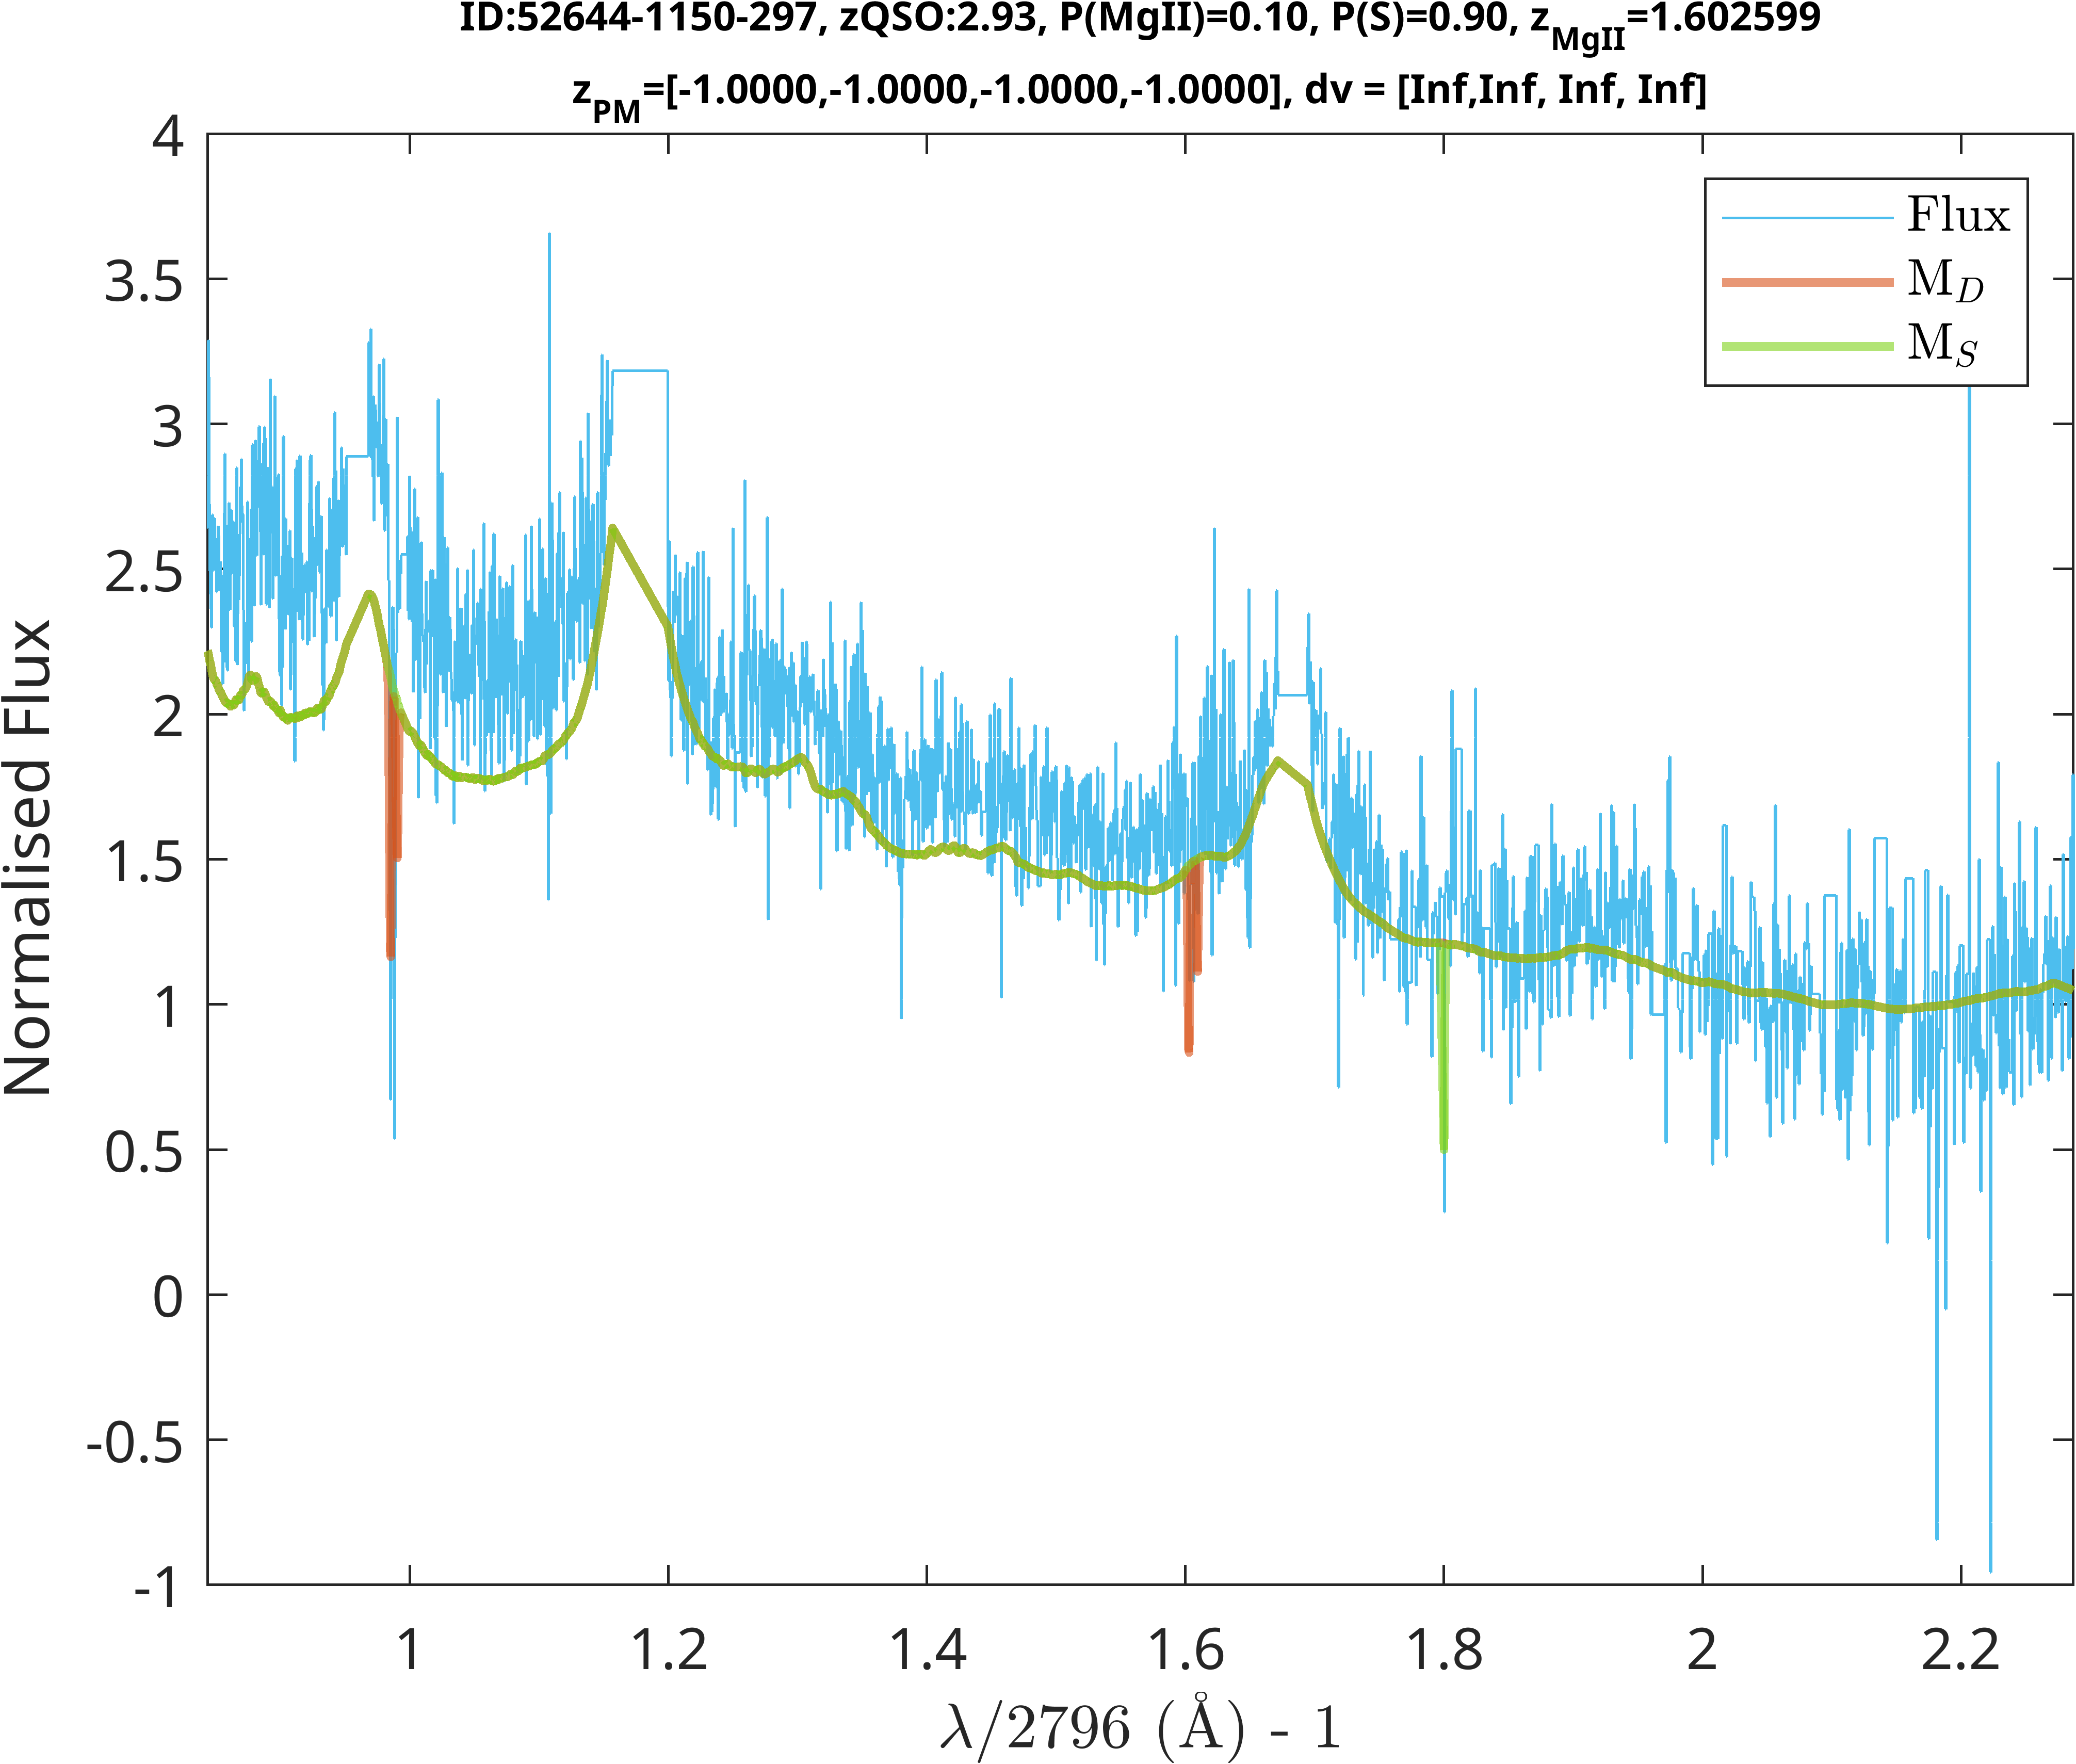 ID:52644-1150-297, zQSO:2.93, P(MgII)=0.10, P(S)=0.90, zMgII=1.602599
zPM=[-1.0000,-1.0000,-1.0000,-1.0000], dv = [Inf,Inf, Inf, Inf]
4
3.5
3
2.5
2
1.5
1
0.5
0
-0.5
-1
Normalised Flux
Flux
MD
MS
1
1.2
1.4
1.6
1.8
2
2.2
λ/2796 (Å) - 1